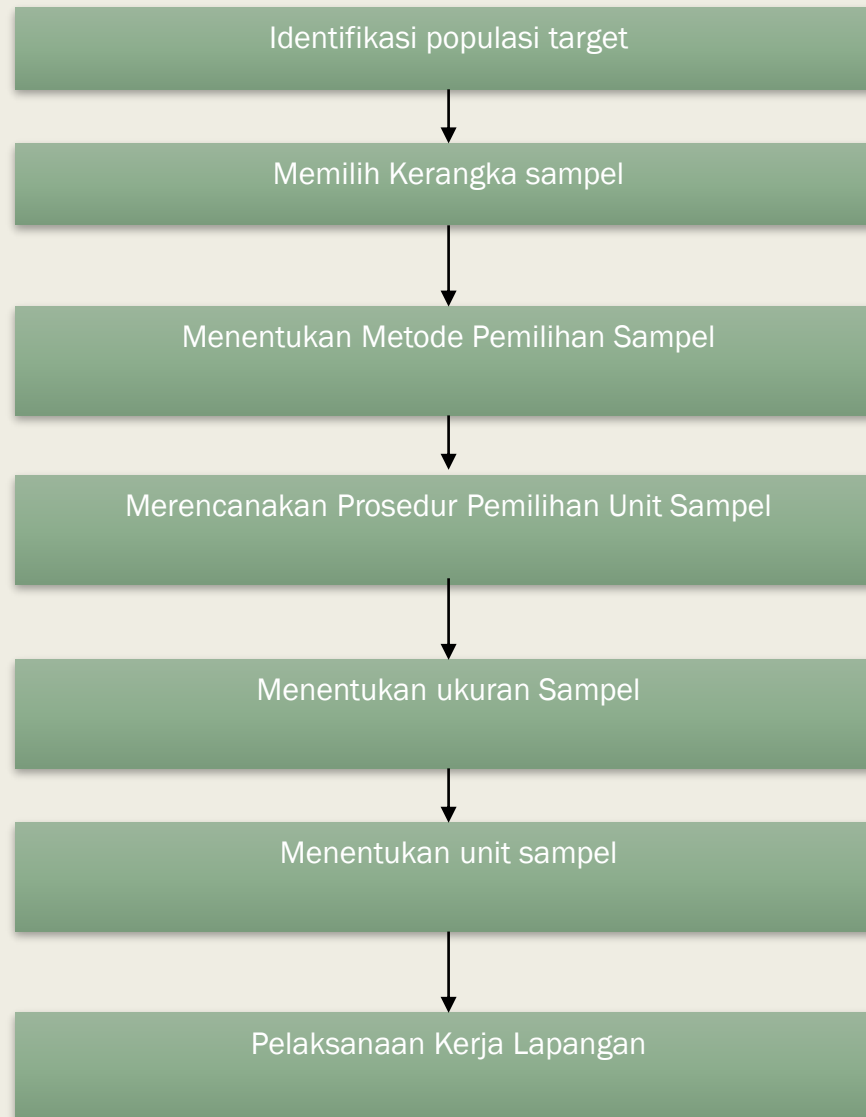 Identifikasi populasi target
Memilih Kerangka sampel
Menentukan Metode Pemilihan Sampel
Merencanakan Prosedur Pemilihan Unit Sampel
Menentukan ukuran Sampel
Menentukan unit sampel
Pelaksanaan Kerja Lapangan